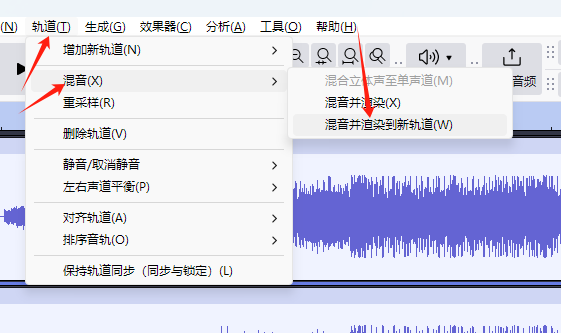 (N) 轨道(T) 生成(G) 效果器(C) 分析(A) 工具(O) 帮助(H)
增加新轨道(N)
混音(X)
混合立体声至单声道(M)
音频
重采样(R)
混音并渲染(X)
混音并渲染到新轨道(W)
删除轨道(V)
静音/取消静音
左右声道平衡(P)
对齐轨道(A)
排序音轨(O)
保持轨道同步（同步与锁定）(L)